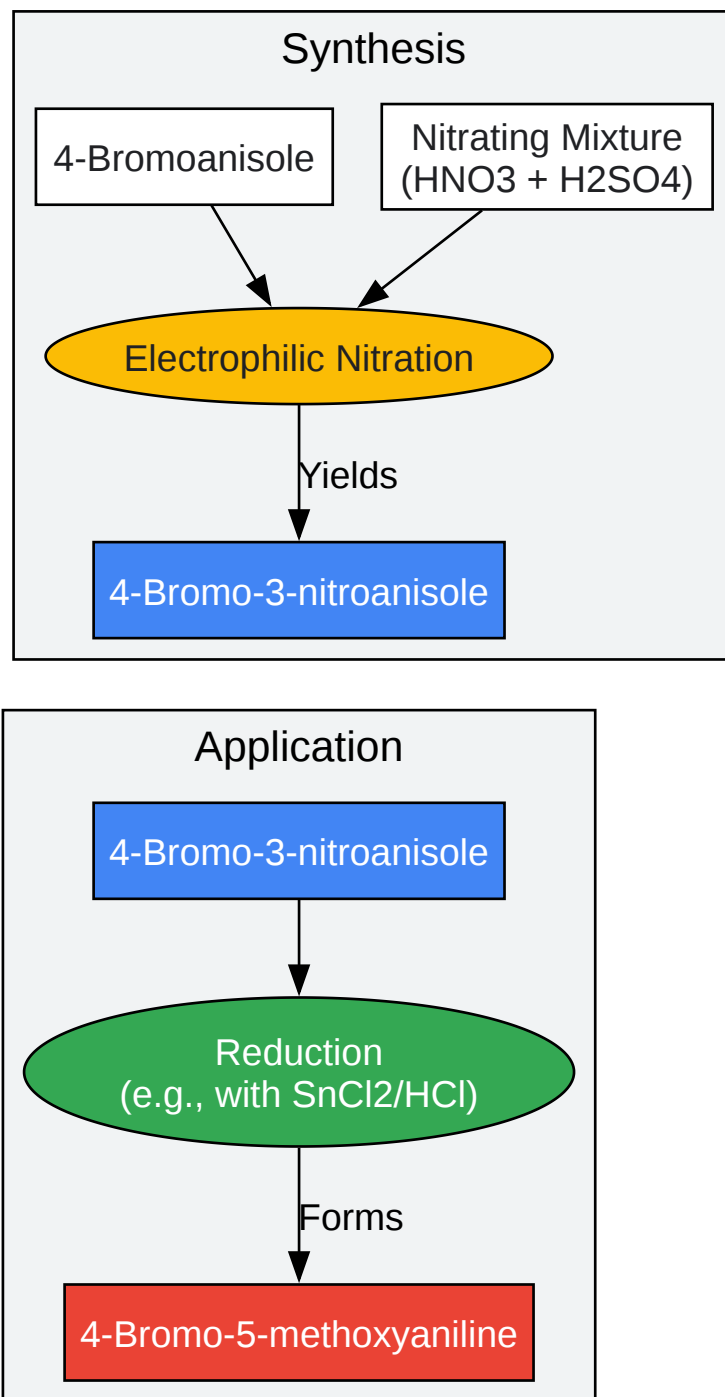 Synthesis
4-Bromoanisole
Nitrating Mixture
(HNO3 + H2SO4)
Electrophilic Nitration
Yields
4-Bromo-3-nitroanisole
Application
4-Bromo-3-nitroanisole
Reduction
(e.g., with SnCl2/HCl)
Forms
4-Bromo-5-methoxyaniline